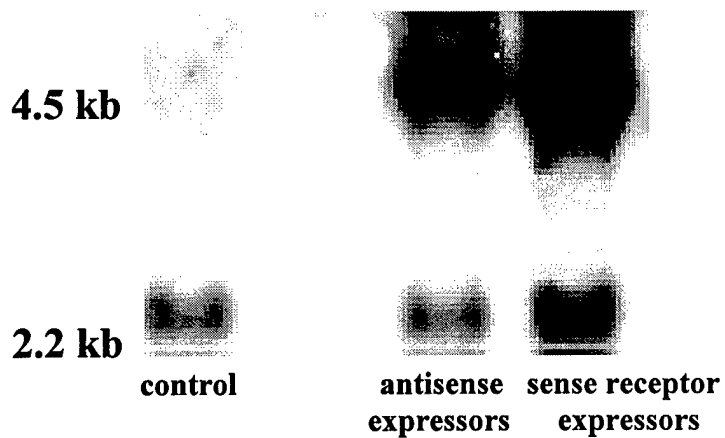 4.5 kb
2.2 kb
control
antisense expressors
sense receptor expressors